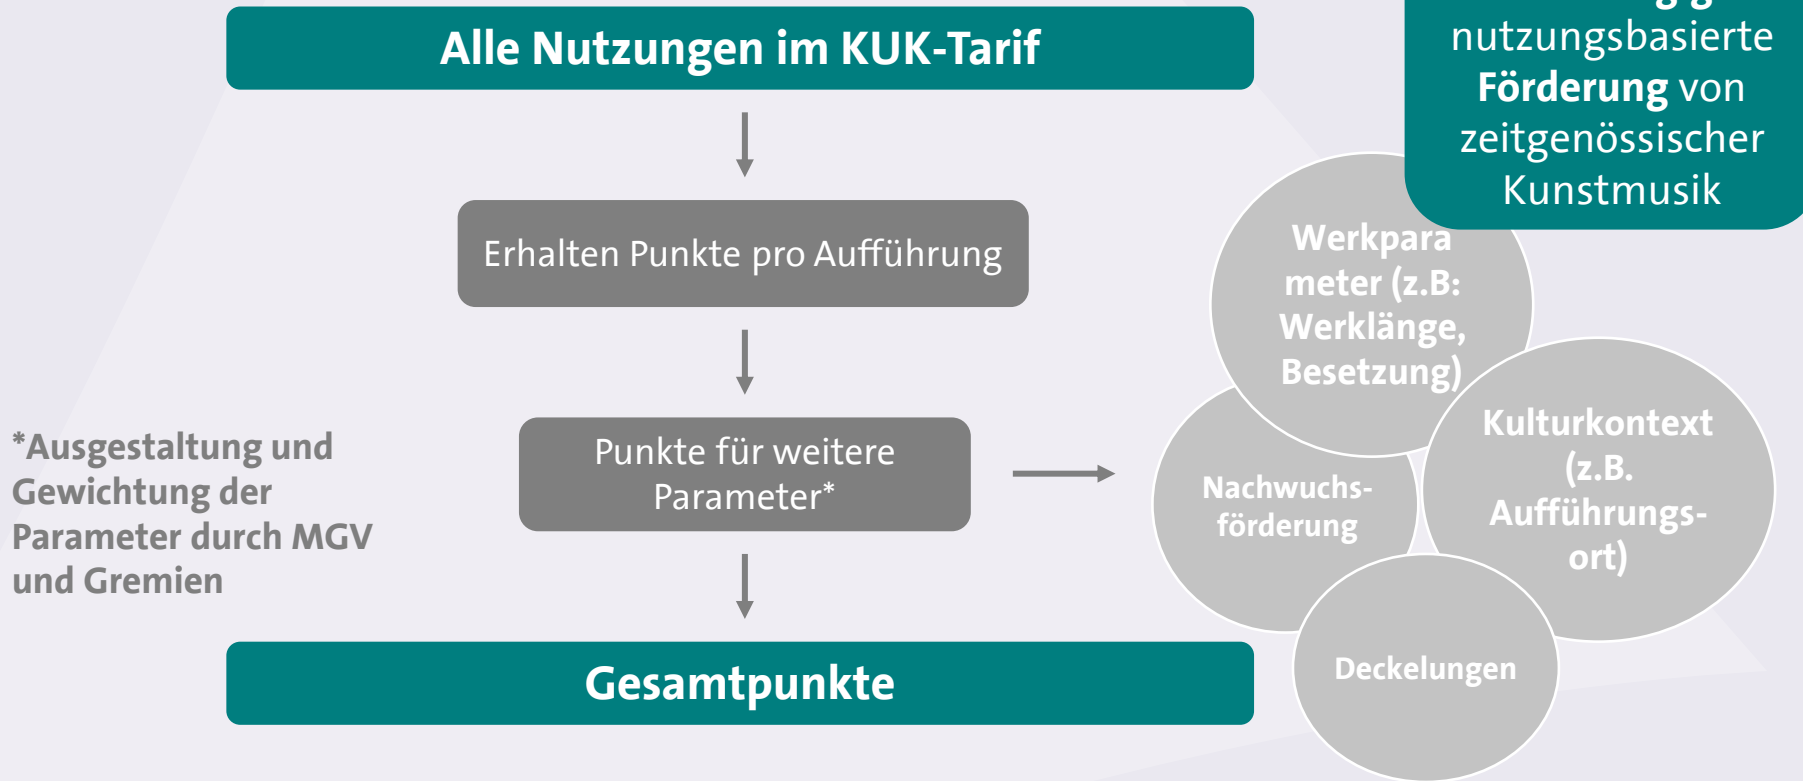 Alle Nutzungen im KUK-Tarif
nutzungsbasierte
Förderung von
zeitgenössischer
Kunstmusik
Erhalten Punkte pro Aufführung
Punkte für weitere
Parameter*
*Ausgestaltung und
Gewichtung der
Parameter durch MGV
und Gremien
Gesamtpunkte
Werkpara
meter (z.B:
Werklänge,
Besetzung)
Kulturkontext
(z.B.
Aufführungs-
ort)
Nachwuchs-
förderung
Deckelungen